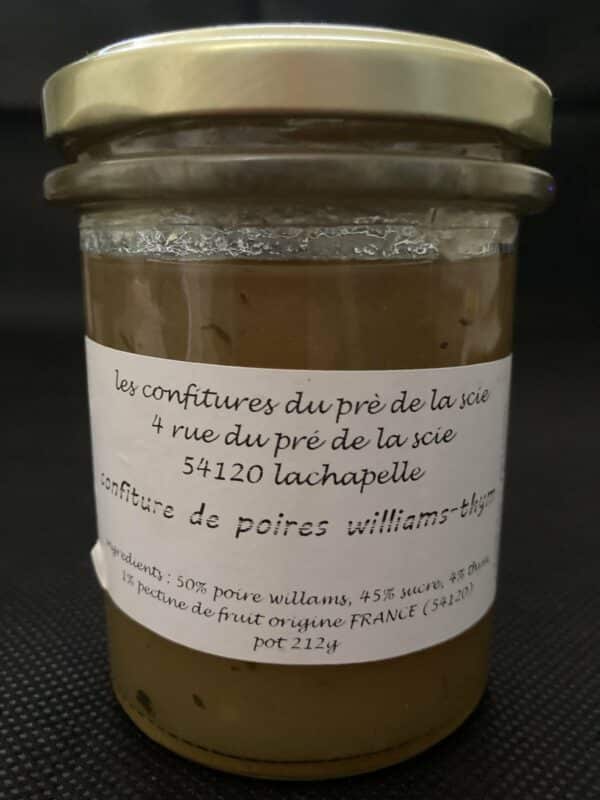 les confitures du prè de la scie
4 rue du pré de la scie
54120 lachapelle
confiture de poires williams-thym
ingredients : 50% poire willams, 45% sucre, 4% thym,
1% pectine de fruit origine FRANCE (54120)
pot 212g